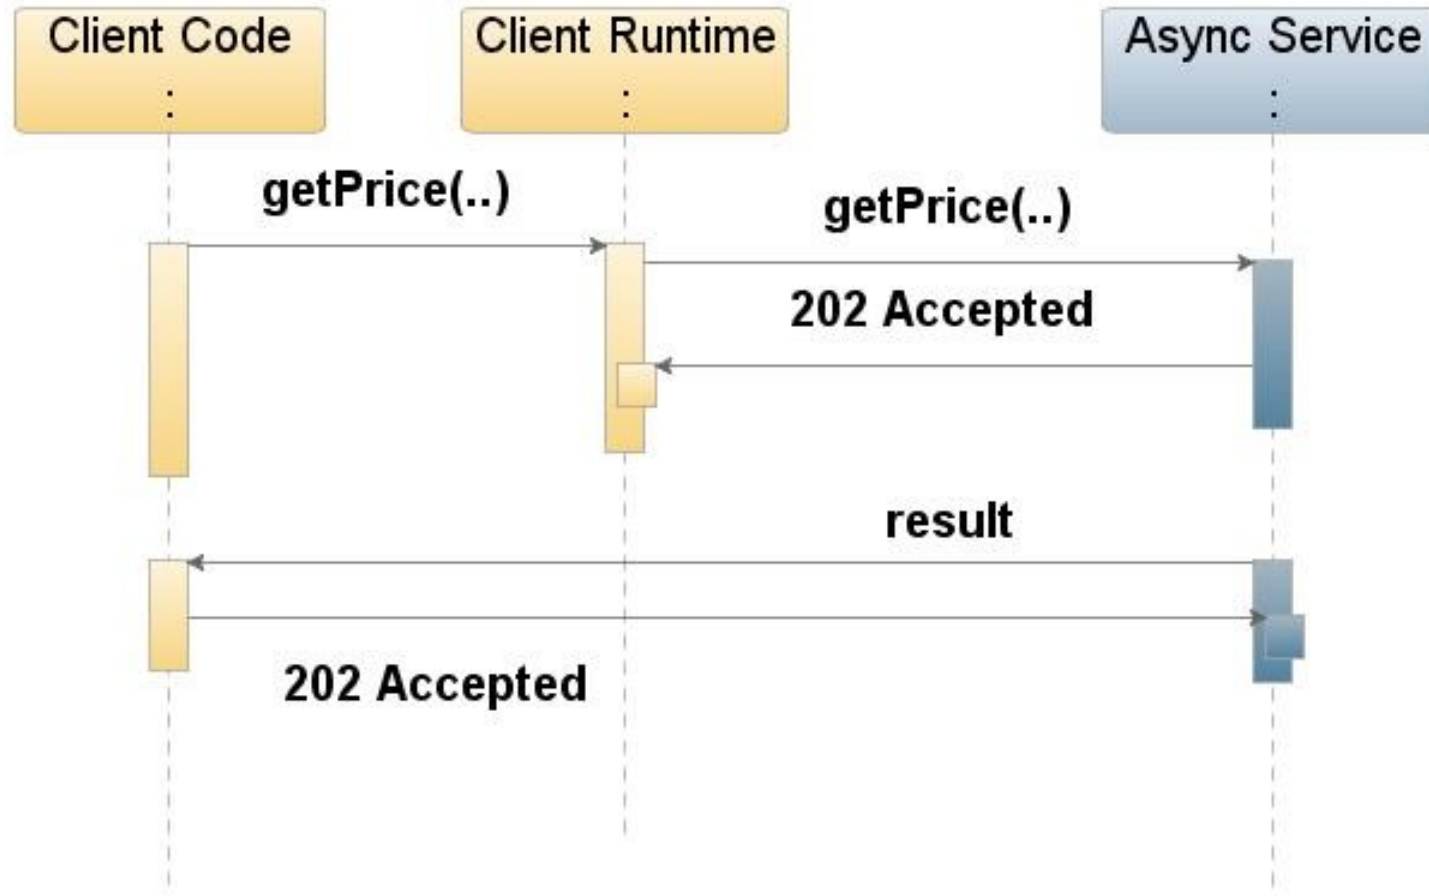 Client Code
:
Client Runtime
:
Async Service
:
getPrice(..)
getPrice(..)
202 Accepted
result
202 Accepted